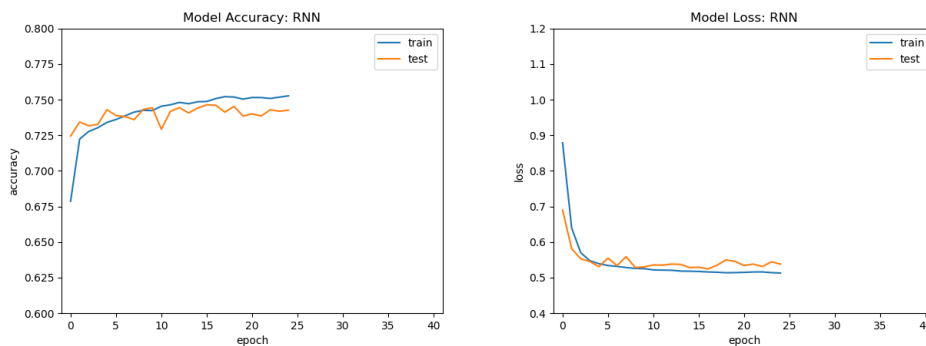 Model Accuracy: RNN
0.800
0.775
0.750
0.725
0.700
0.675
0.650
0.625
0.600
accuracy
0 5 10 15 20 25 30 35 40
epoch
train
test
Model Loss: RNN
1.2
1.1
1.0
0.9
0.8
0.7
0.6
0.5
0.4
loss
0 5 10 15 20 25 30 35 40
epoch
train
test